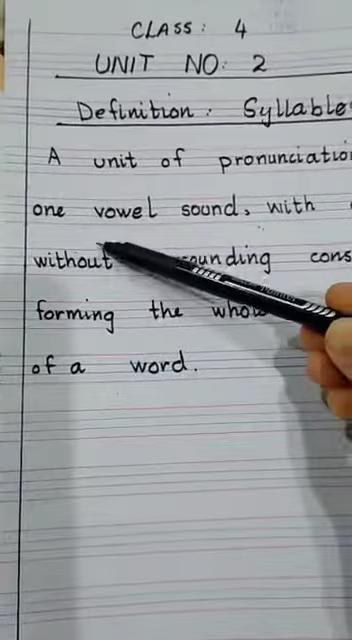 CLASS: 4
UNIT NO: 2
Definition: Syllable
A unit of pronunciation
one vowel sound, with
without
forming the whole
of a word.